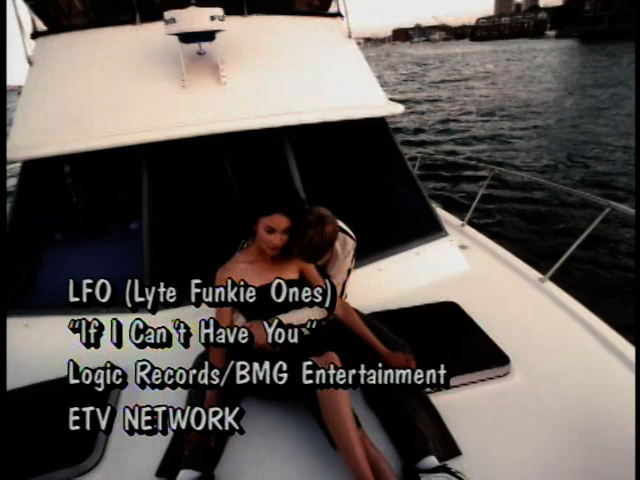 LFO (Lyte Funkie Ones)
"If I Can't Have You"
Logic Records/BMG Entertainment
ETV NETWORK